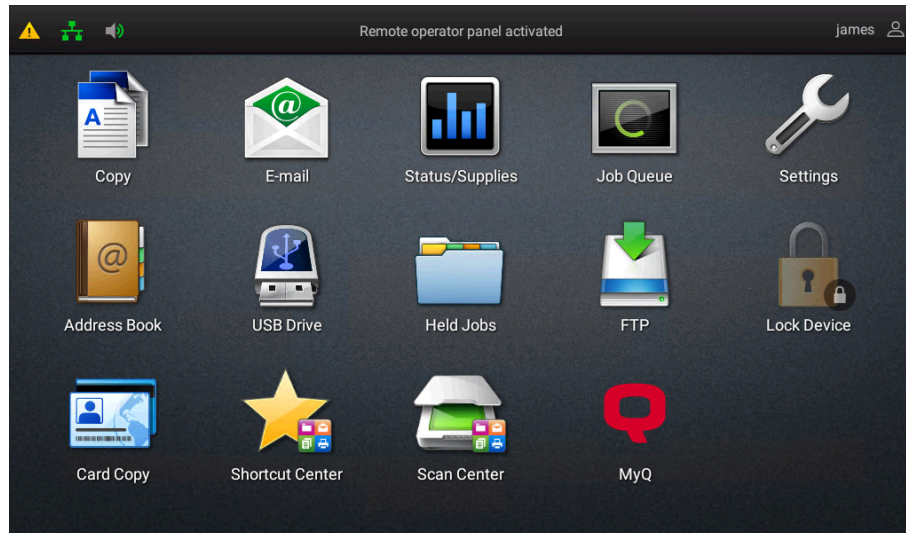 Remote operator panel activated
james
Copy
E-mail
Status/Supplies
Job Queue
Settings
Address Book
USB Drive
Held Jobs
FTP
Lock Device
Card Copy
Shortcut Center
Scan Center
MyQ